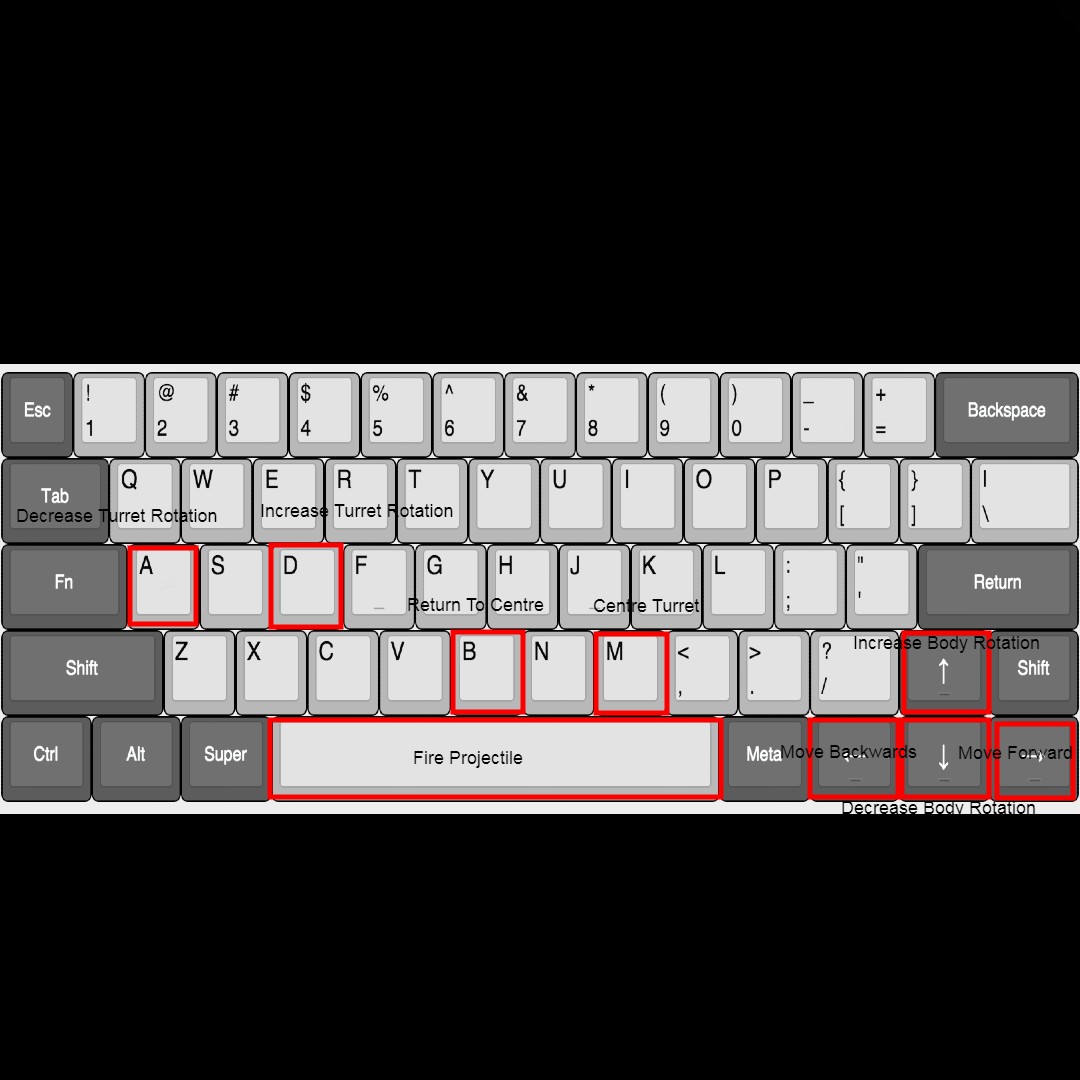 ! @ # $ % ^ & * ( ) _ +
Esc 1 2 3 4 5 6 7 8 9 0 - = Backspace
Tab Q W E R T Y U I O P { } |
[ ] \
Decrease Turret Rotation Increase Turret Rotation
Fn A S D F G H J K L : " Return
; '
Return To Centre Centre Turret
Increase Body Rotation
Shift Z X C V B N M < > ? ↑ Shift
, . /
Ctrl Alt Super Fire Projectile Meta Move Backwards ← ↓ Move Forward →
Decrease Body Rotation